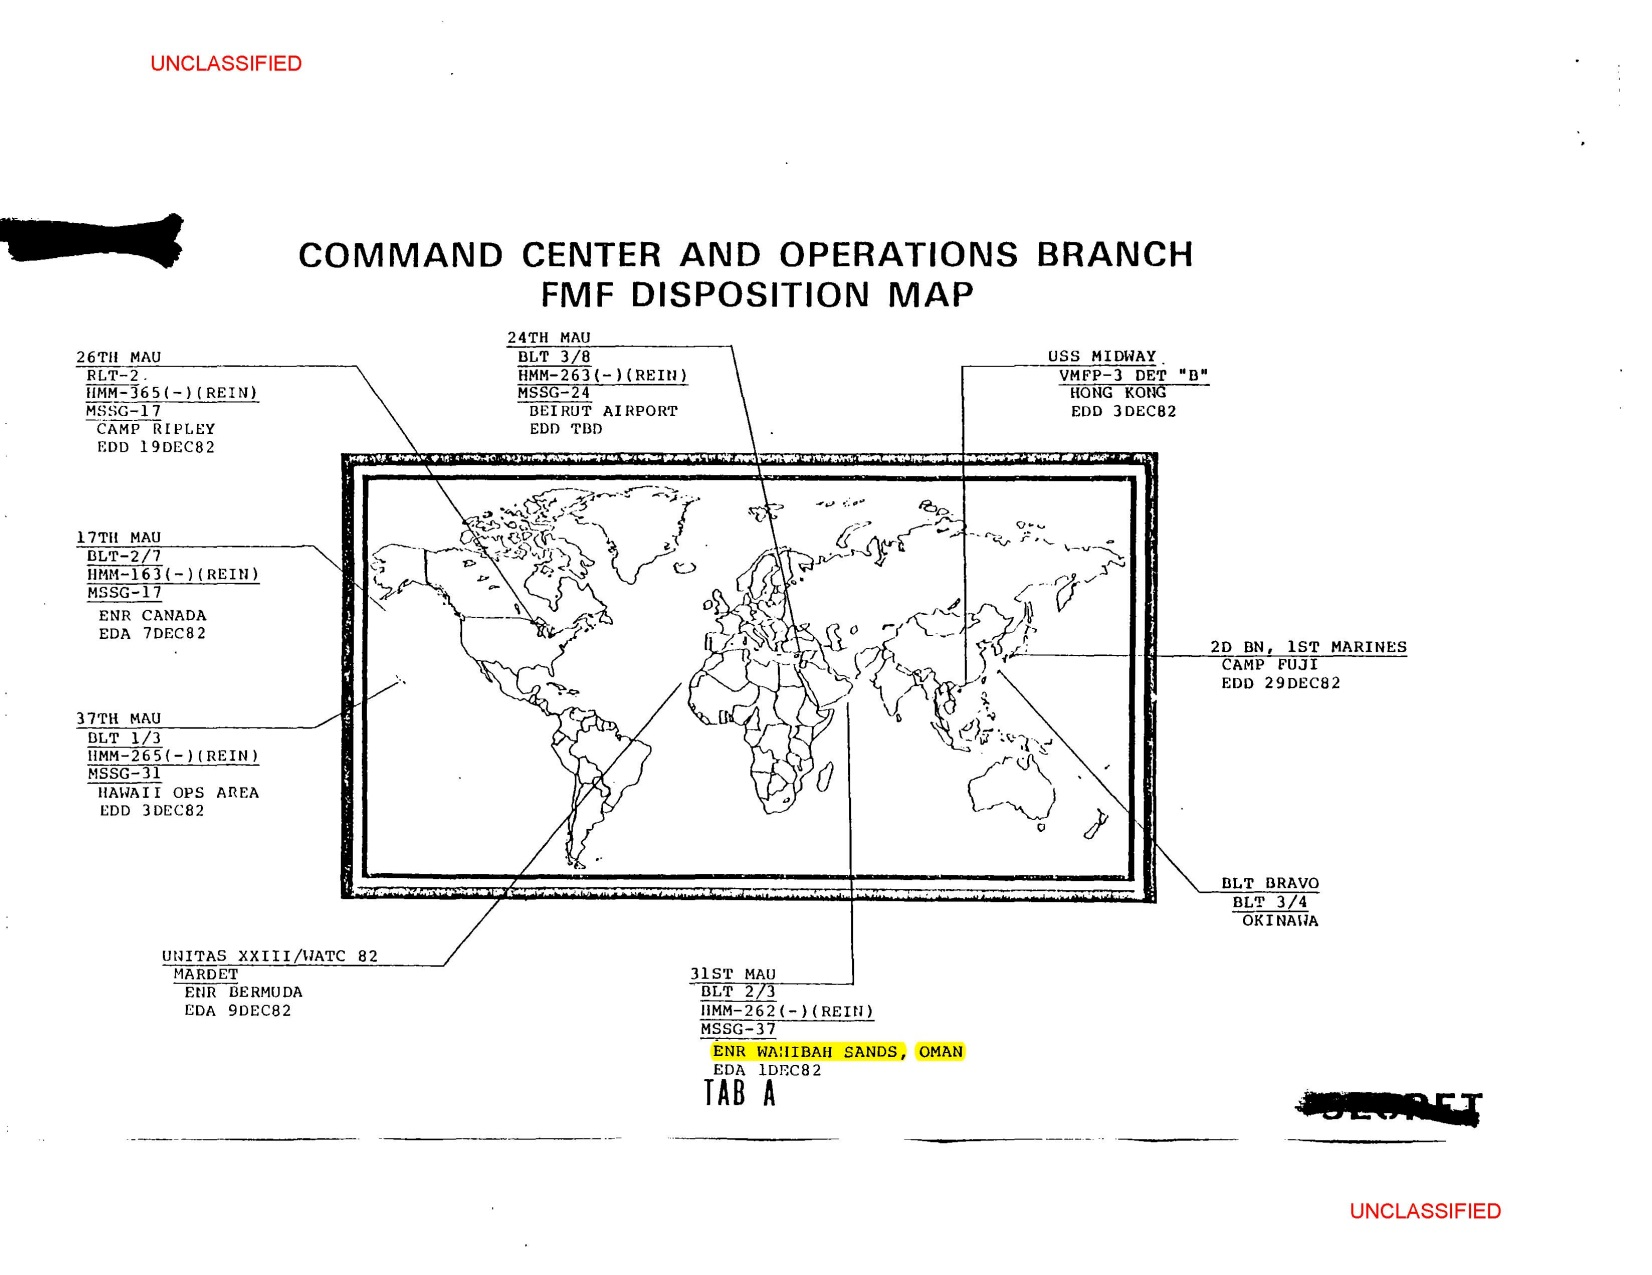 UNCLASSIFIED
COMMAND CENTER AND OPERATIONS BRANCH
FMF DISPOSITION MAP
26TH MAU
RLT-2
HMM-365(-)(REIN)
MSSG-17
CAMP RIPLEY
EDD 19DEC82
24TH MAU
BLT 3/8
HMM-263(-)(REIN)
MSSG-24
BEIRUT AIRPORT
EDD TBD
USS MIDWAY
VMFP-3 DET "B"
HONG KONG
EDD 3DEC82
17TH MAU
BLT-2/7
HMM-163(-)(REIN)
MSSG-17
ENR CANADA
EDA 7DEC82
2D BN, 1ST MARINES
CAMP FUJI
EDD 29DEC82
37TH MAU
BLT 1/3
HMM-265(-)(REIN)
MSSG-31
HAWAII OPS AREA
EDD 3DEC82
BLT BRAVO
BLT 3/4
OKINAWA
UNITAS XXIII/WATC 82
MARDET
ENR BERMUDA
EDA 9DEC82
31ST MAU
BLT 2/3
HMM-262(-)(REIN)
MSSG-37
ENR WAHIBAH SANDS, OMAN
EDA 1DEC82
TAB A
SECRET
UNCLASSIFIED